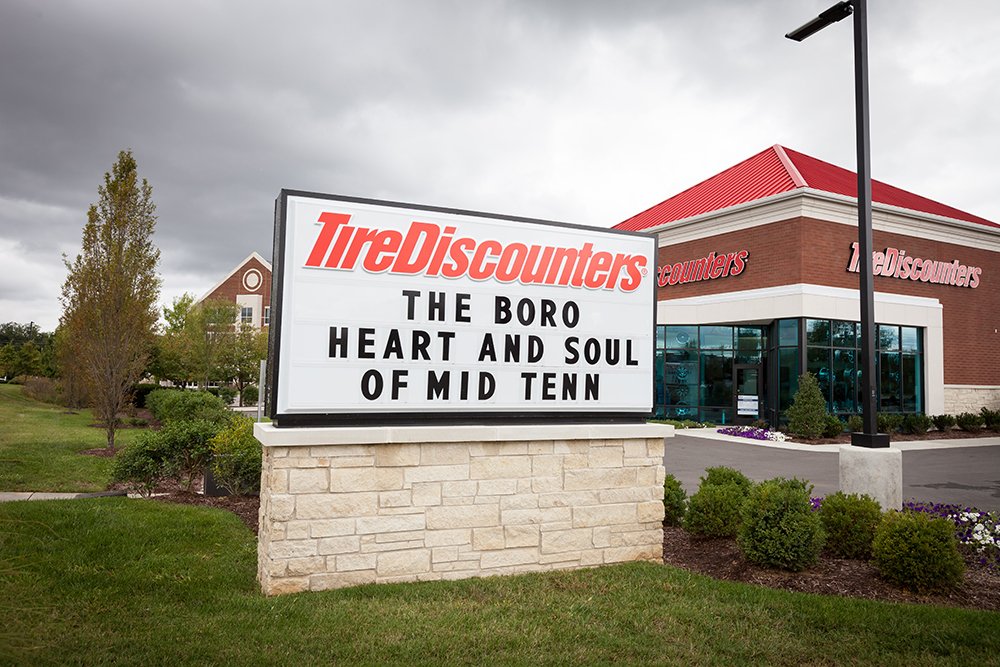 TireDiscounters®
THE BORO
HEART AND SOUL
OF MID TENN
scounters
TireDiscounters